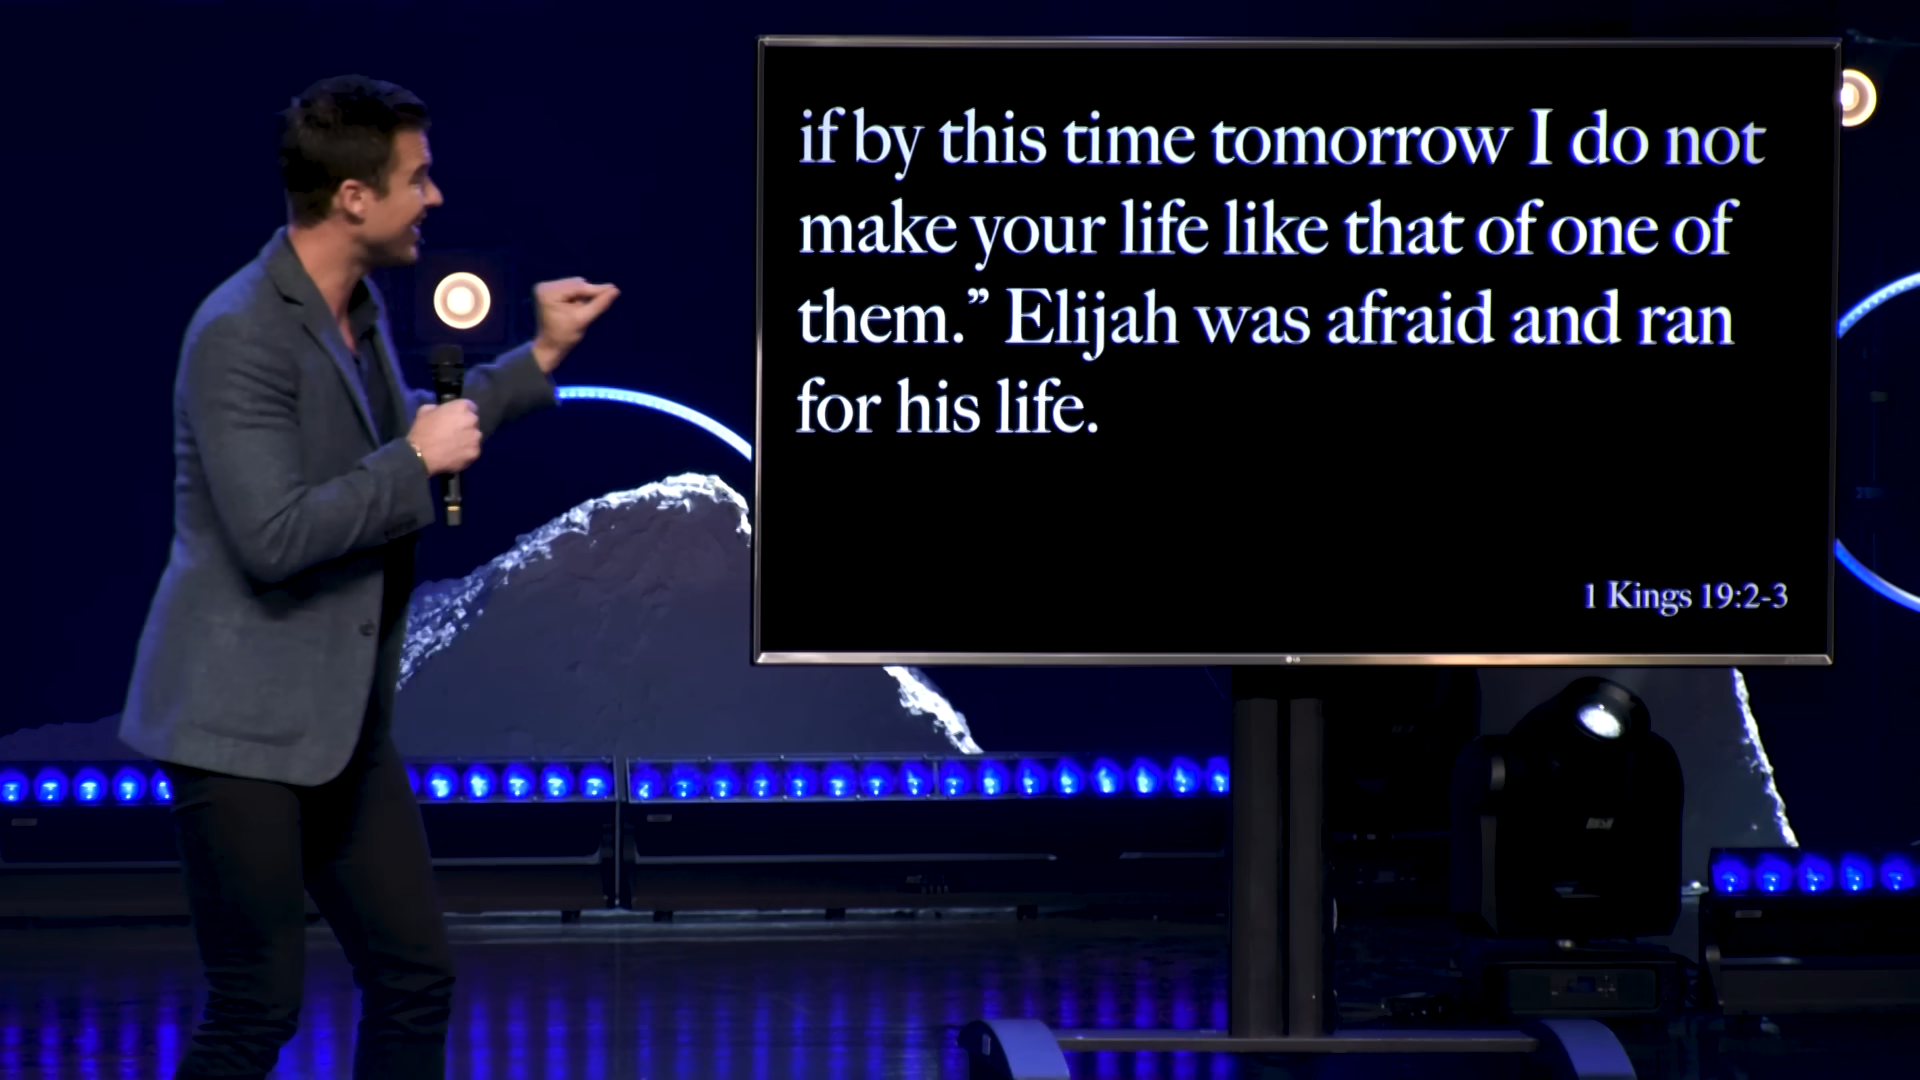 if by this time tomorrow I do not
make your life like that of one of
them.” Elijah was afraid and ran
for his life.
1 Kings 19:2-3